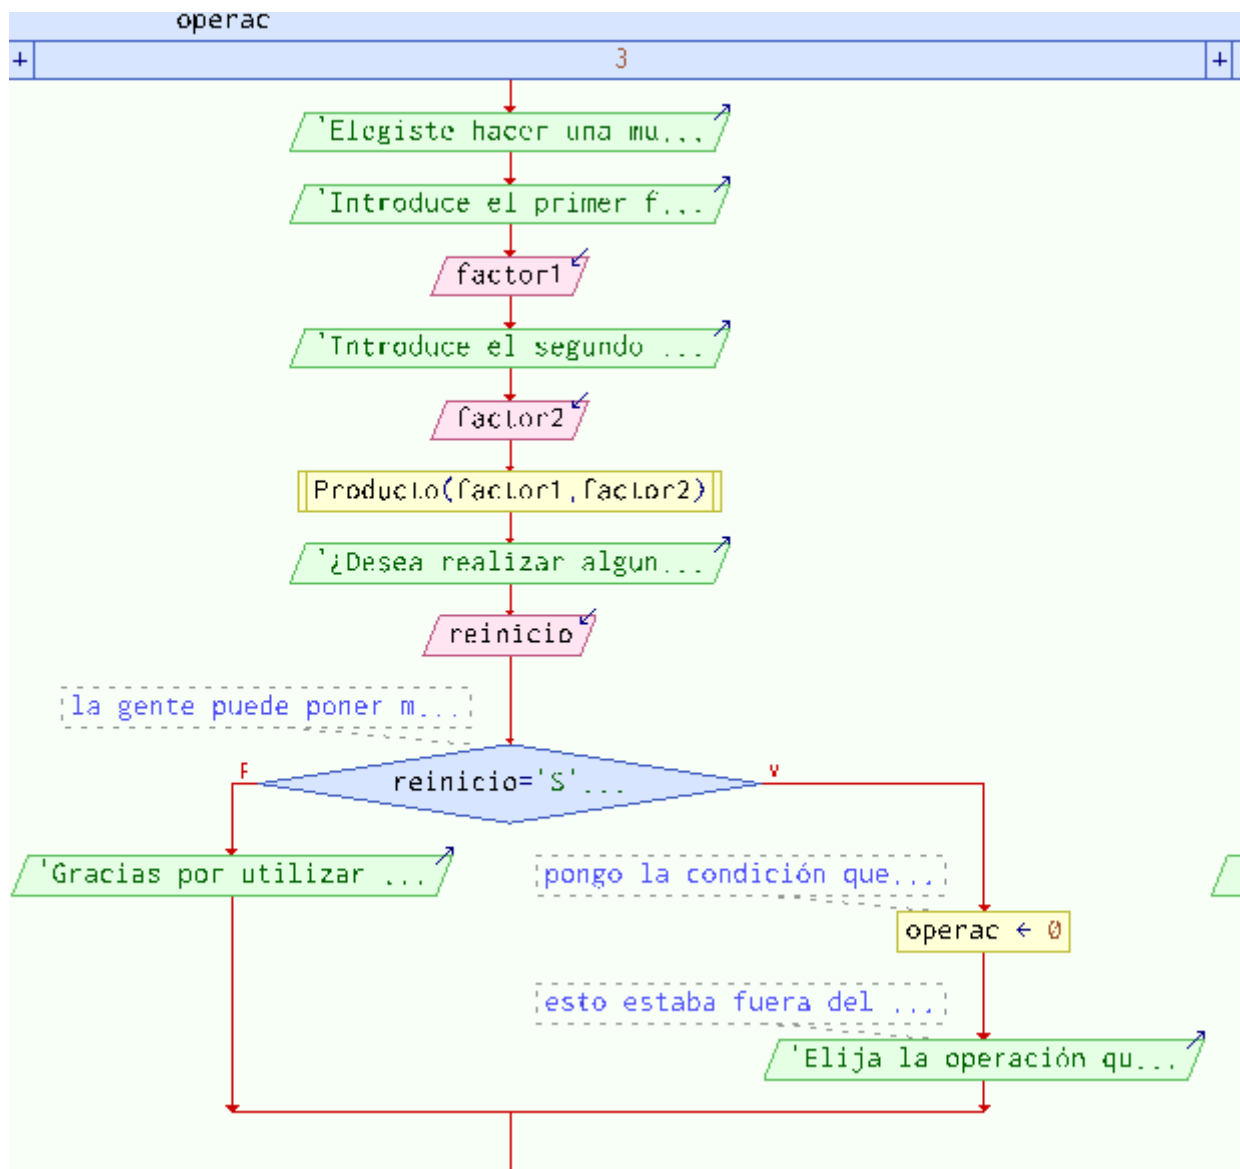 operac
+ 3 +
'Elegiste hacer una mu...
'Introduce el primer f...
factor1
'Introduce el segundo ...
factor2
Producto(factor1,factor2)
'¿Desea realizar algun...
reinicio
la gente puede poner m...
F reinicio='S'... V
'Gracias por utilizar ...
pongo la condición que...
operac ← 0
esto estaba fuera del ...
'Elija la operación qu...